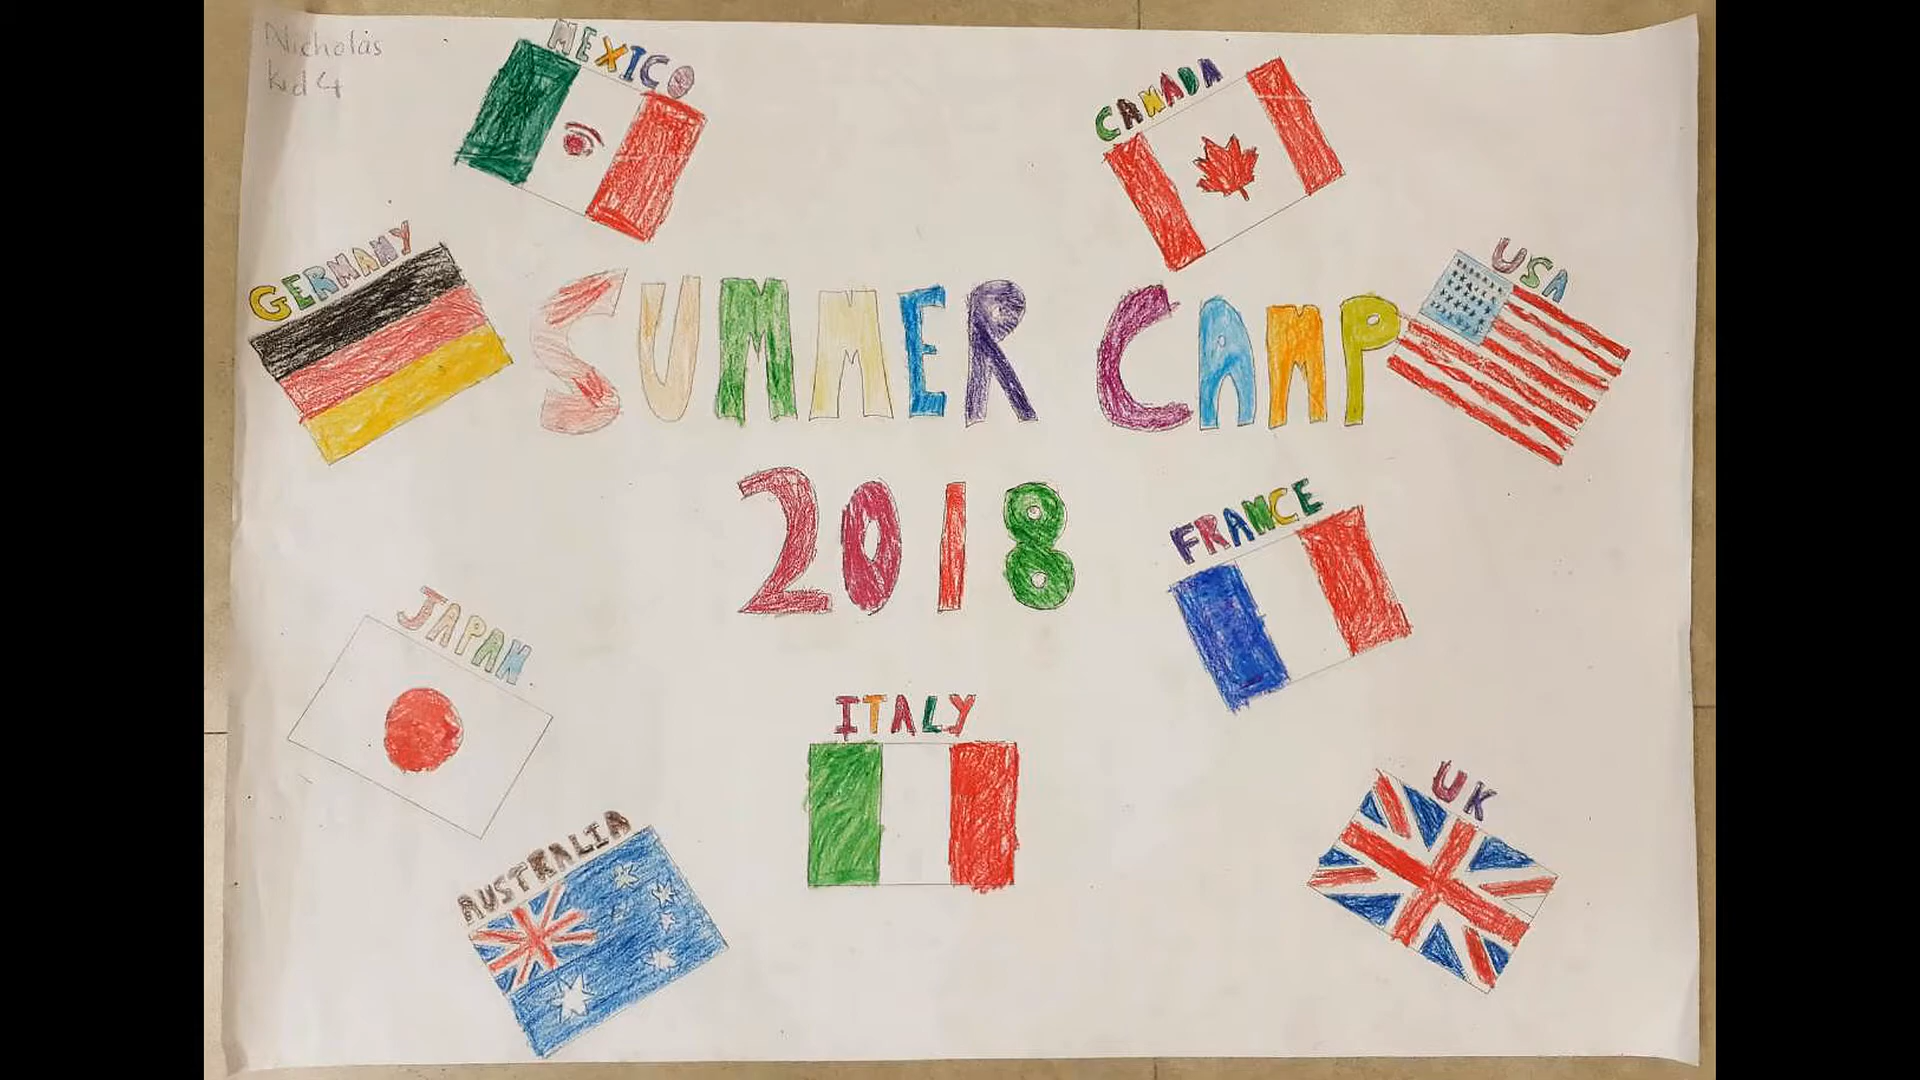 Nicholas
Kid 4
MEXICO
CANADA
GERMANY
USA
SUMMER CAMP
2018
FRANCE
JAPAN
ITALY
UK
AUSTRALIA